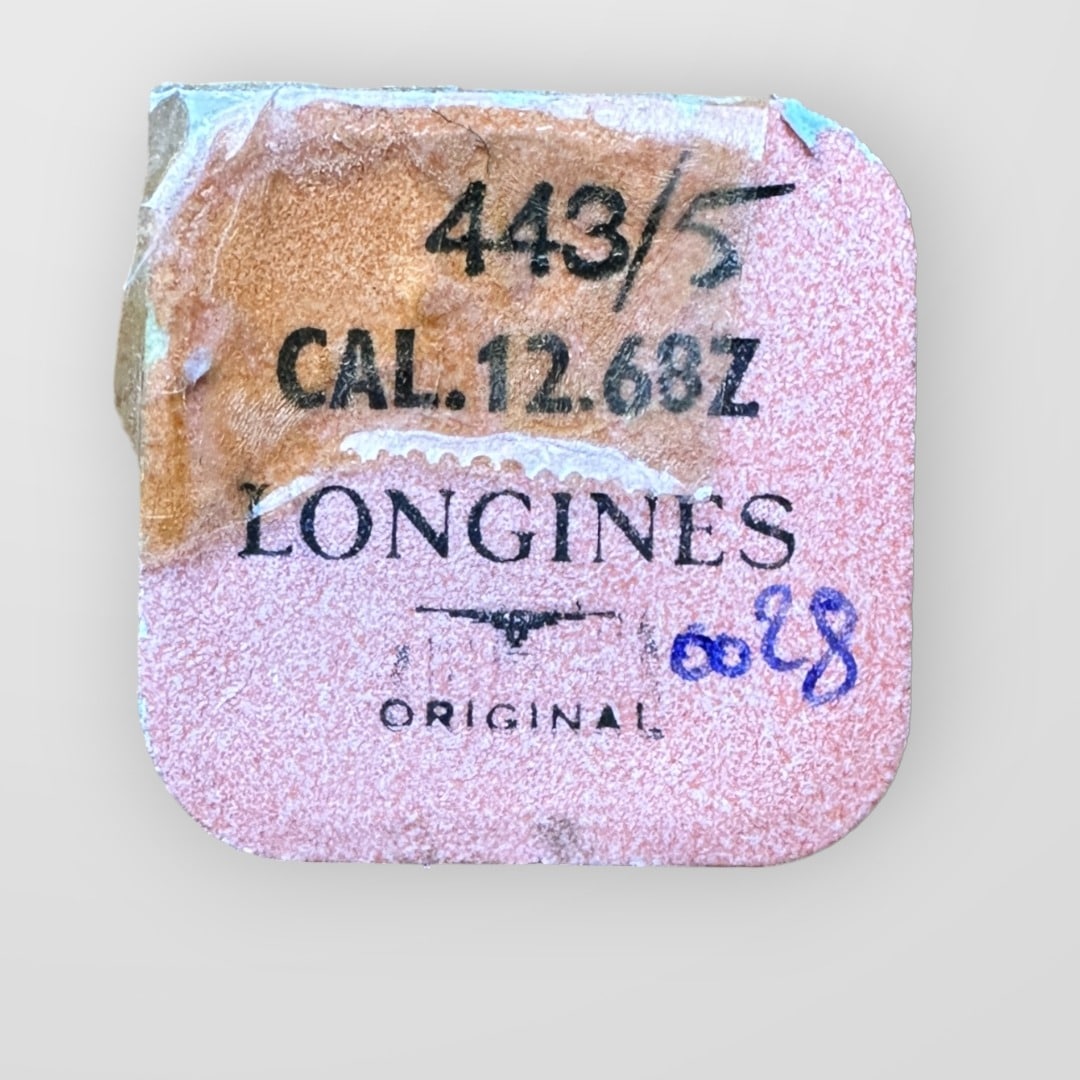 443/5
CAL.12.68Z
LONGINES
0028
ORIGINAL